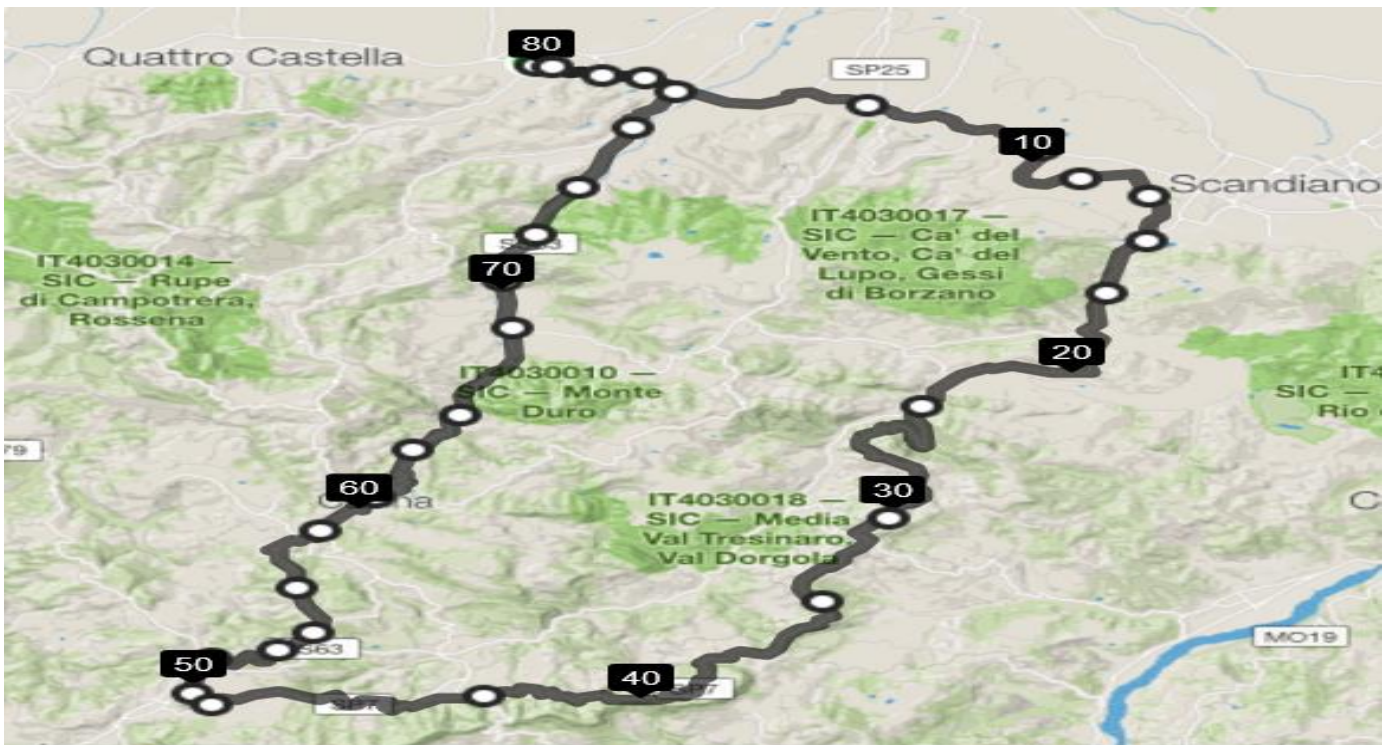 80
Quattro Castella
SP25
10
Scandiano
IT4030017 —
SIC — Ca' del
Vento, Ca' del
Lupo, Gessi
di Borzano
IT4030014 —
SIC — Rupe
di Campotrera,
Rossena
70
20
IT4030010 —
SIC — Monte
Duro
60
30
IT4030018 —
SIC — Media
Val Tresinaro,
Val Dorgola
MO19
50
40
SP7